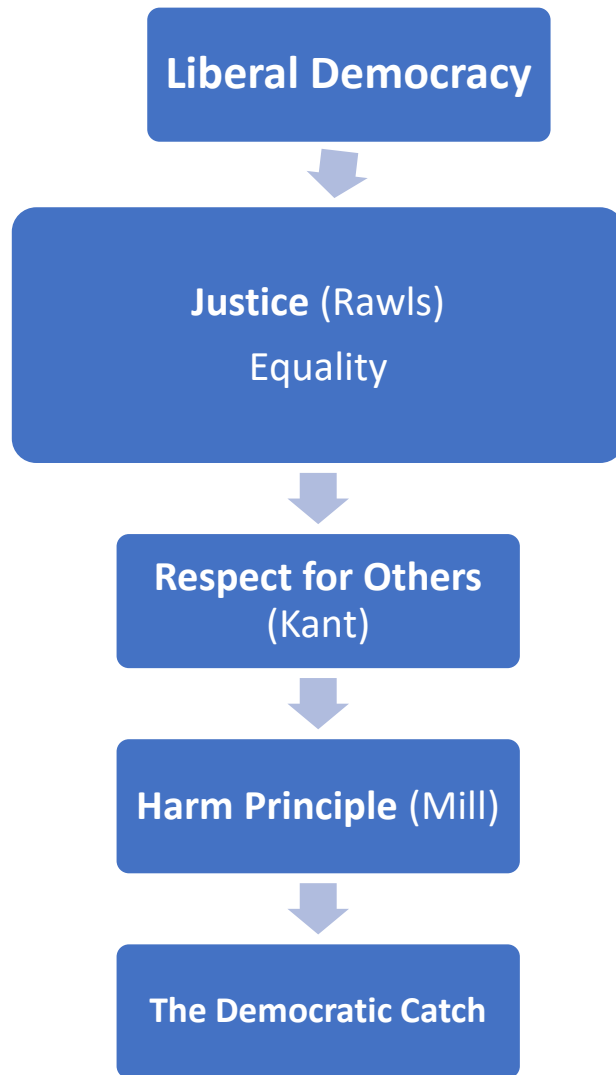 Liberal Democracy
Justice (Rawls)
Equality
Respect for Others
(Kant)
Harm Principle (Mill)
The Democratic Catch